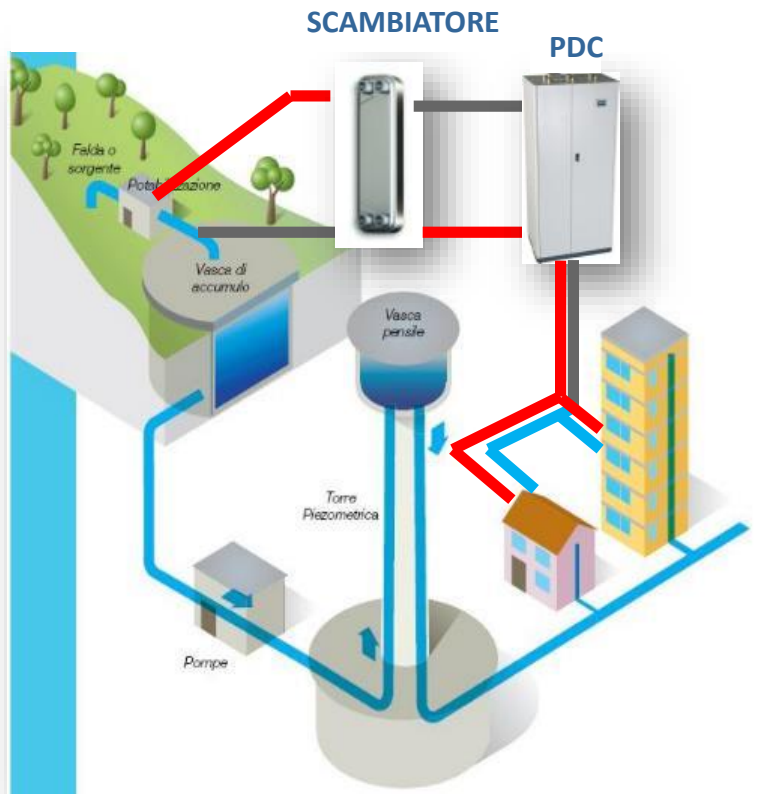 SCAMBIATORE
PDC
Falda o
sorgente
Potabilizzazione
Vasca di
accumulo
Vasca
pensile
Torre
Piezometrica
Pompe